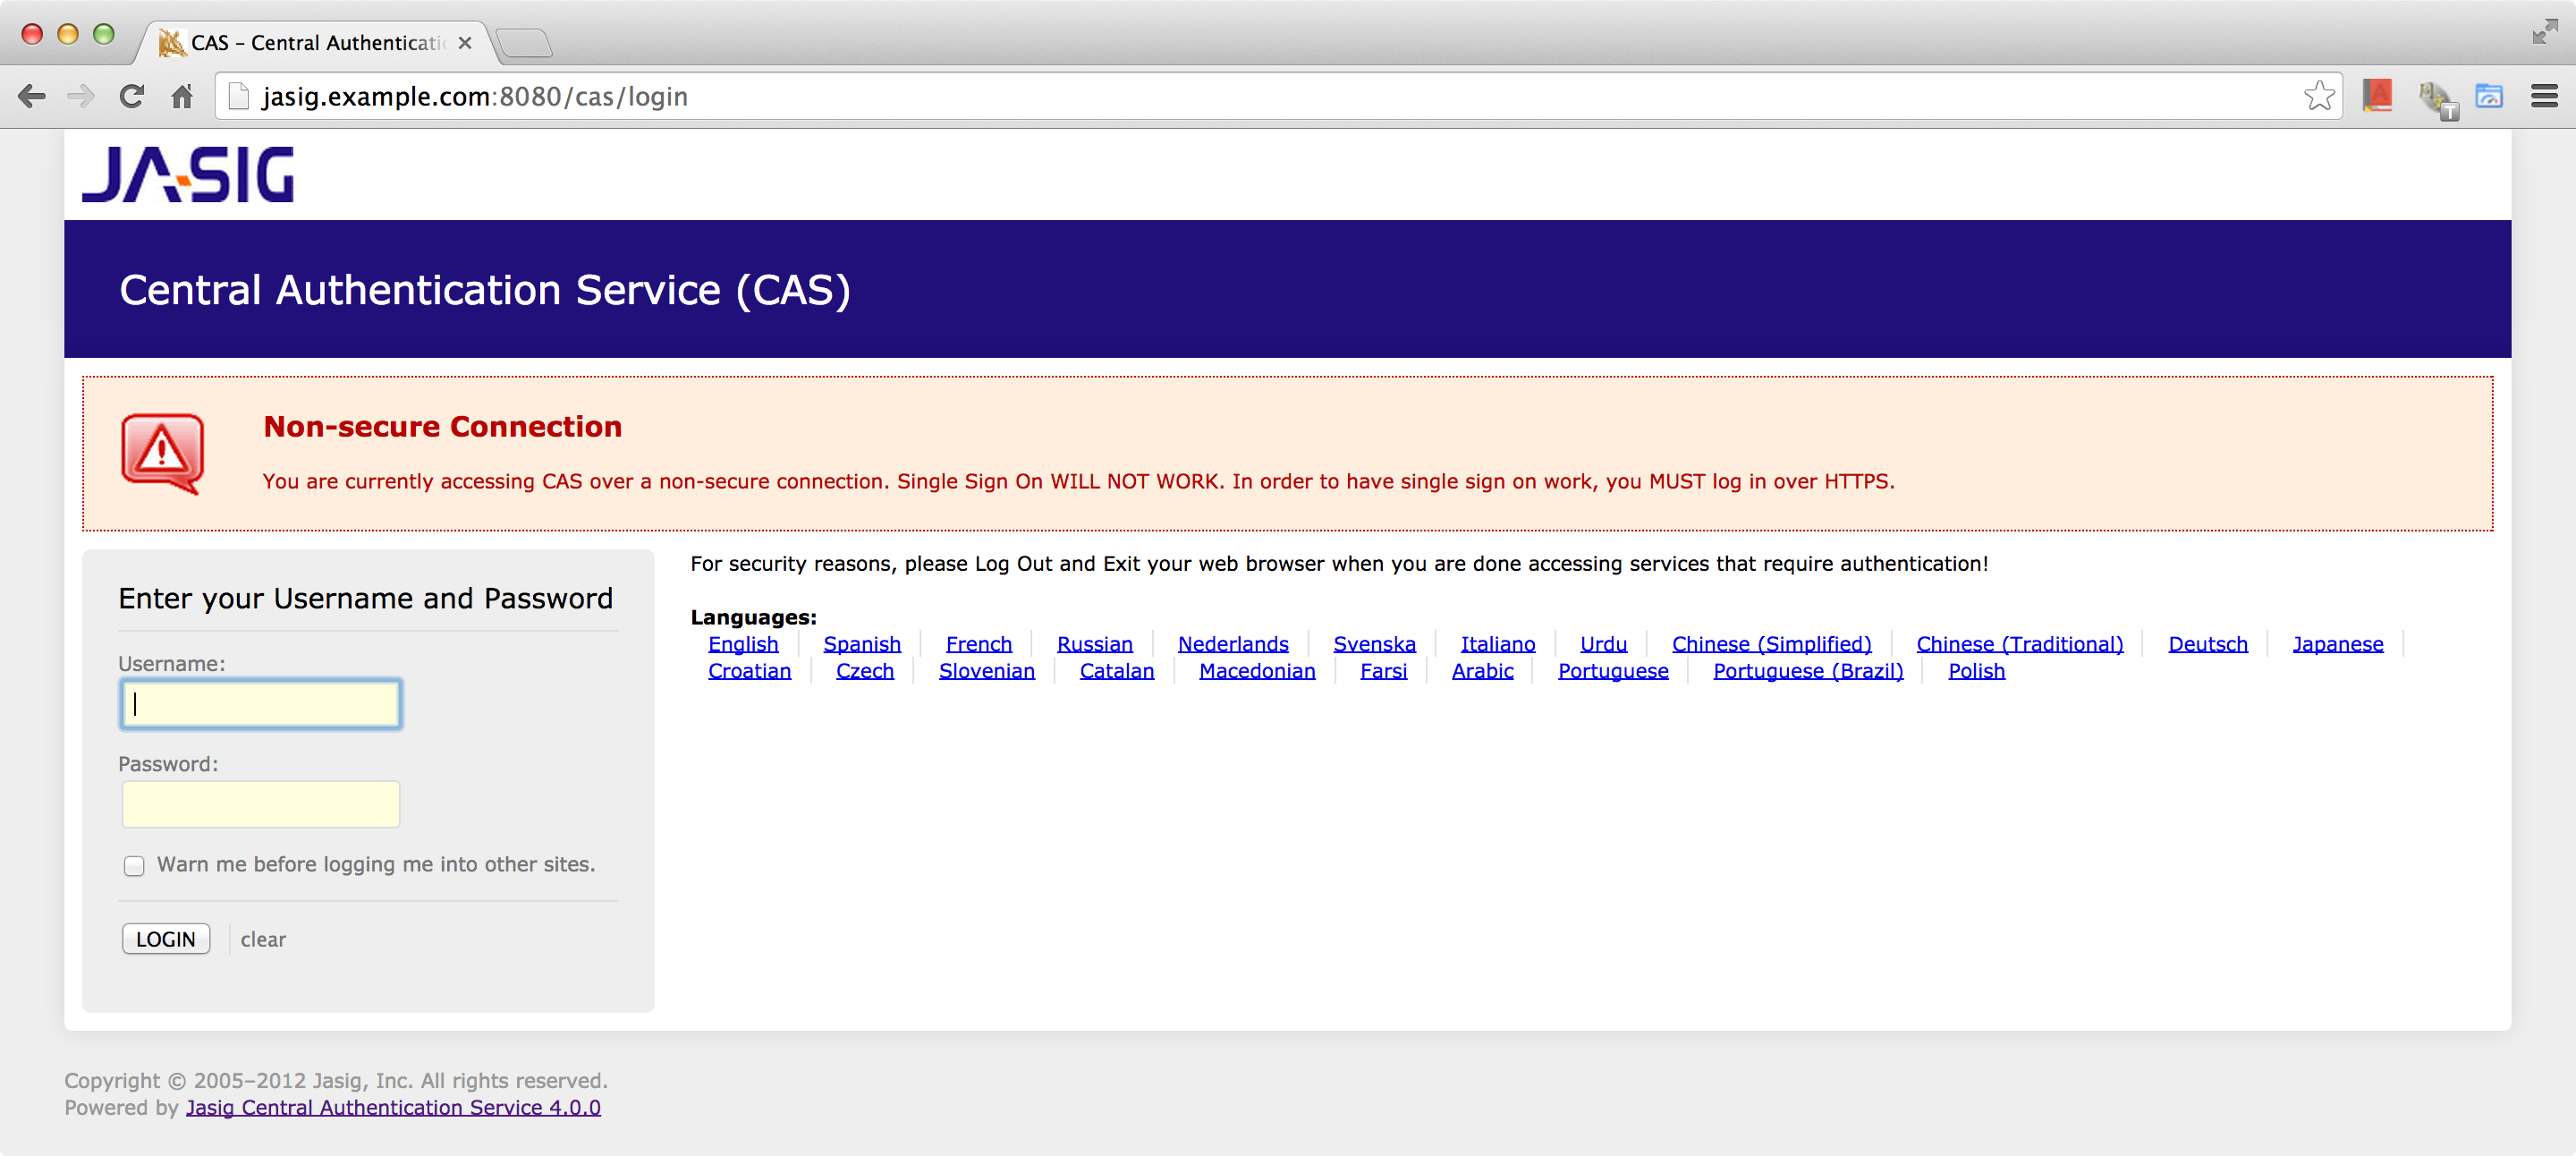 CAS – Central Authenticati
jasig.example.com:8080/cas/login
JA-SIG
Central Authentication Service (CAS)
Non-secure Connection
You are currently accessing CAS over a non-secure connection. Single Sign On WILL NOT WORK. In order to have single sign on work, you MUST log in over HTTPS.
Enter your Username and Password
Username:
Password:
Warn me before logging me into other sites.
LOGIN clear
For security reasons, please Log Out and Exit your web browser when you are done accessing services that require authentication!
Languages:
English Spanish French Russian Nederlands Svenska Italiano Urdu Chinese (Simplified) Chinese (Traditional) Deutsch Japanese
Croatian Czech Slovenian Catalan Macedonian Farsi Arabic Portuguese Portuguese (Brazil) Polish
Copyright © 2005–2012 Jasig, Inc. All rights reserved.
Powered by Jasig Central Authentication Service 4.0.0